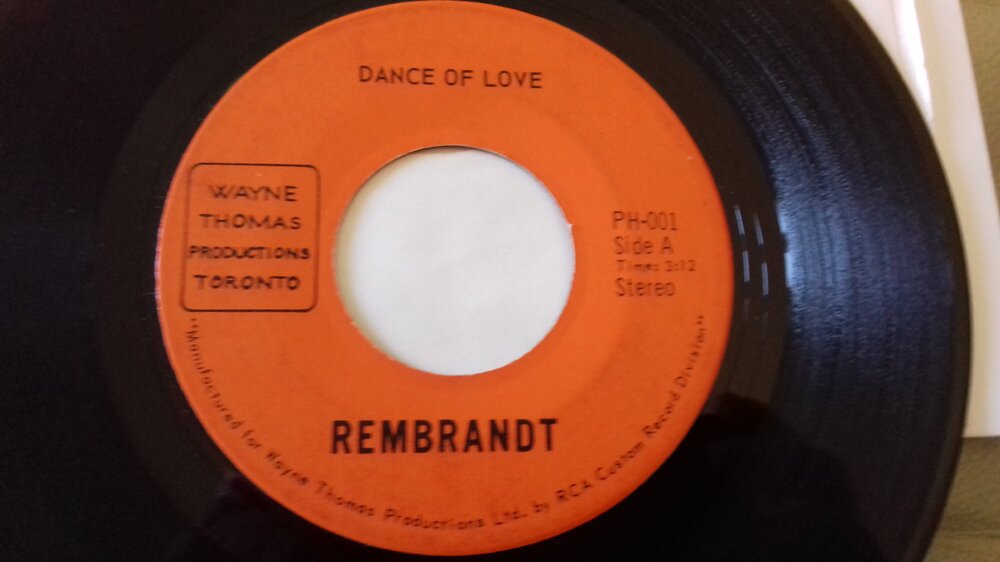 DANCE OF LOVE
WAYNE
THOMAS
PRODUCTIONS
TORONTO
PH-001
Side A
Time: 3:12
Stereo
REMBRANDT
"Manufactured for Wayne Thomas Productions Ltd. by RCA Custom Record Division"